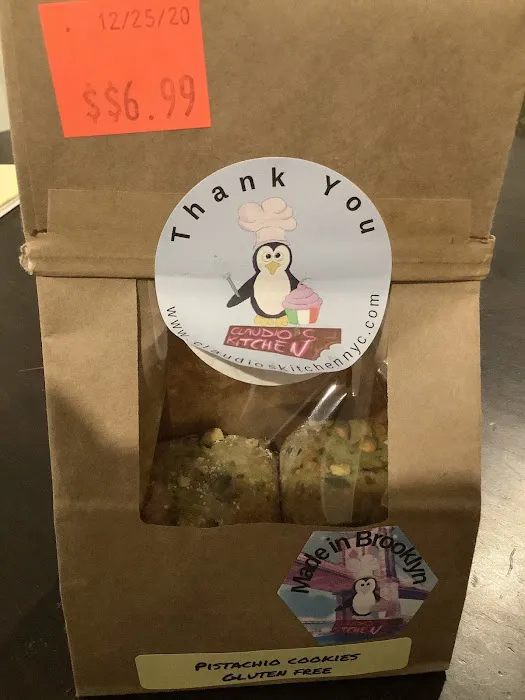 12/25/20
$$6.99
Thank You
CLAUDIO'S
KITCHEN
www.claudioskitchennyc.com
Made in Brooklyn
KITCHEN
PISTACHIO COOKIES
GLUTEN FREE